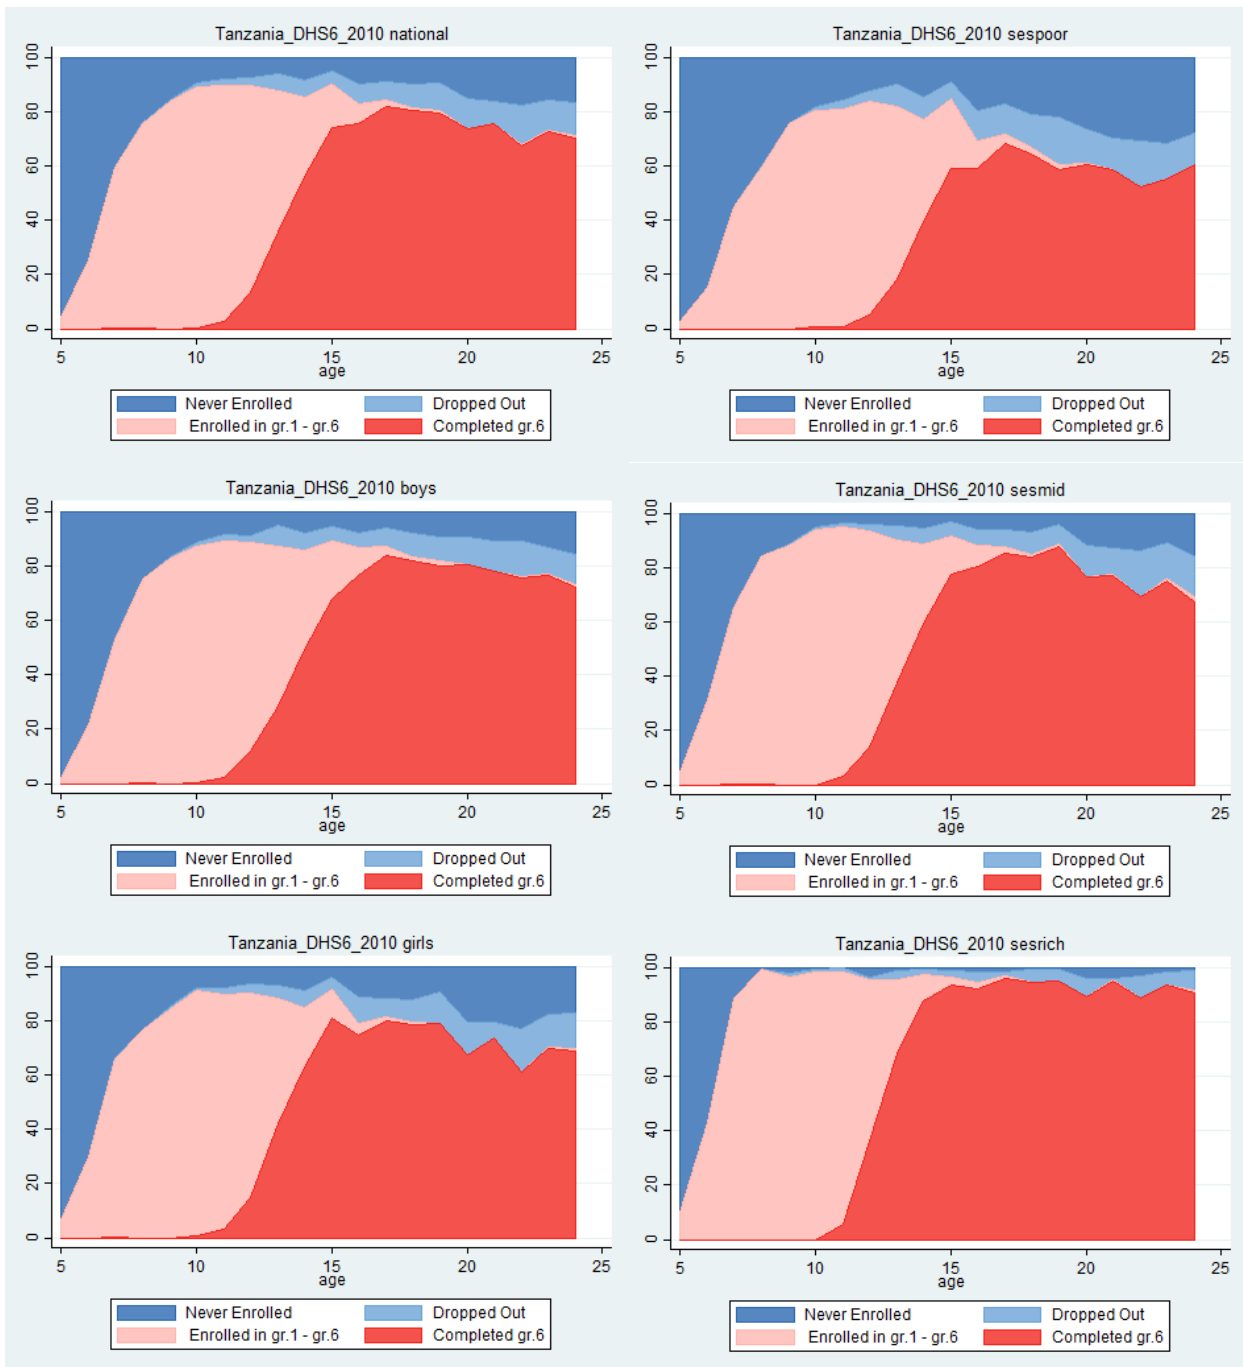 Tanzania_DHS6_2010 national
100
80
60
40
20
0
5 10 15 20 25
age
Never Enrolled Dropped Out
Enrolled in gr.1 - gr.6 Completed gr.6
Tanzania_DHS6_2010 sespoor
100
80
60
40
20
0
5 10 15 20 25
age
Never Enrolled Dropped Out
Enrolled in gr.1 - gr.6 Completed gr.6
Tanzania_DHS6_2010 boys
100
80
60
40
20
0
5 10 15 20 25
age
Never Enrolled Dropped Out
Enrolled in gr.1 - gr.6 Completed gr.6
Tanzania_DHS6_2010 sesmid
100
80
60
40
20
0
5 10 15 20 25
age
Never Enrolled Dropped Out
Enrolled in gr.1 - gr.6 Completed gr.6
Tanzania_DHS6_2010 girls
100
80
60
40
20
0
5 10 15 20 25
age
Never Enrolled Dropped Out
Enrolled in gr.1 - gr.6 Completed gr.6
Tanzania_DHS6_2010 sesrich
100
80
60
40
20
0
5 10 15 20 25
age
Never Enrolled Dropped Out
Enrolled in gr.1 - gr.6 Completed gr.6